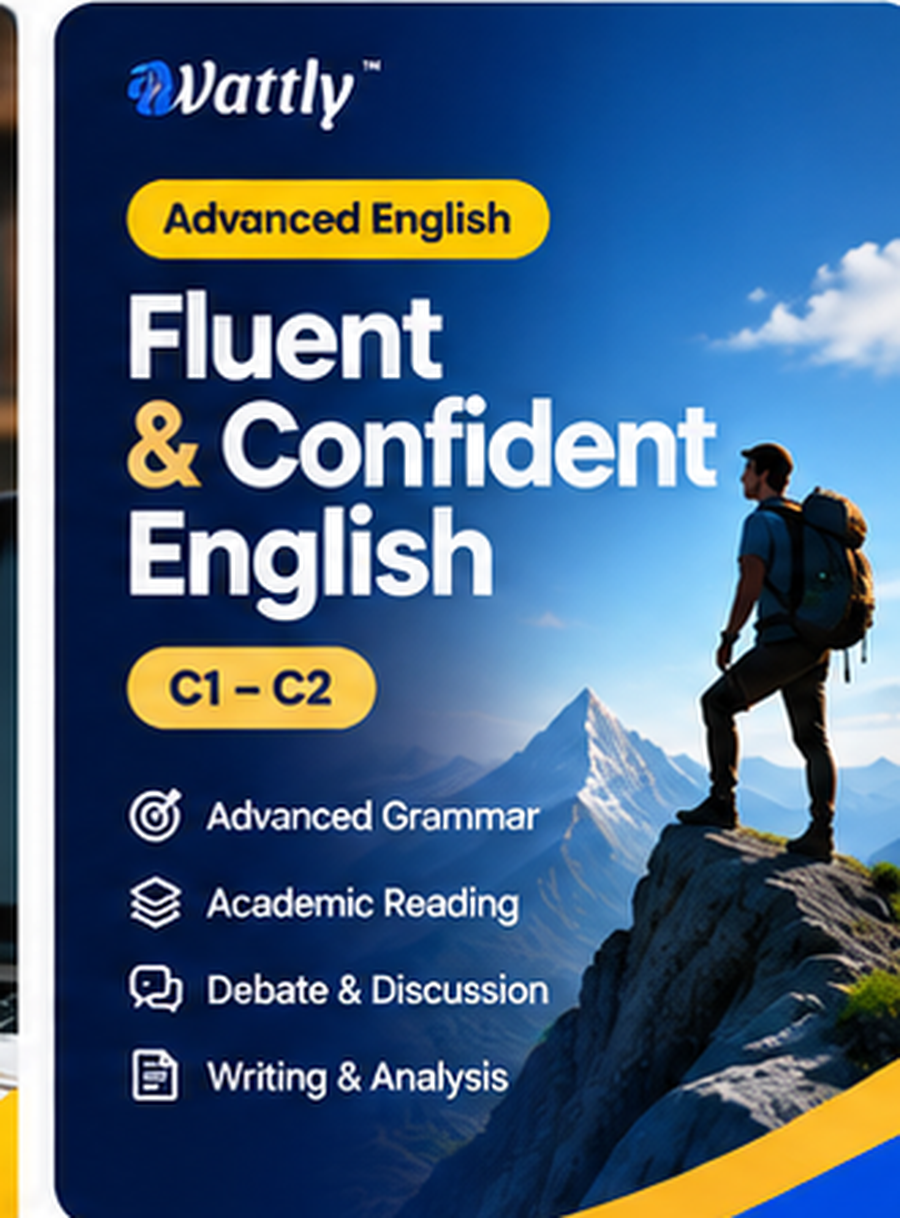 Wattly™
Advanced English
Fluent
& Confident
English
C1 – C2
Advanced Grammar
Academic Reading
Debate & Discussion
Writing & Analysis